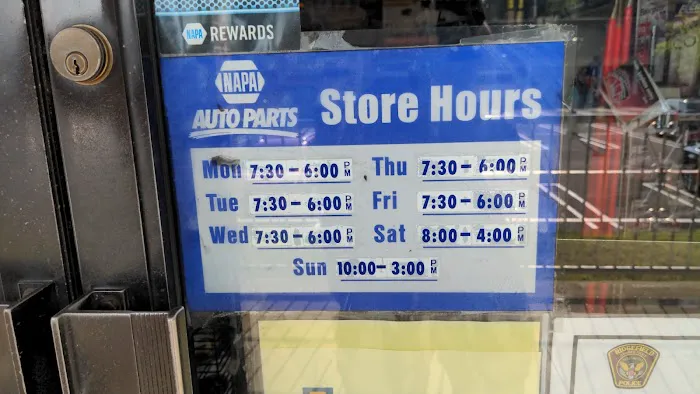 NAPA REWARDS
NAPA
AUTO PARTS
Store Hours
Mon 7:30 - 6:00 PM Thu 7:30 - 6:00 PM
Tue 7:30 - 6:00 PM Fri 7:30 - 6:00 PM
Wed 7:30 - 6:00 PM Sat 8:00 - 4:00 PM
Sun 10:00 - 3:00 PM
RIDGEFIELD
POLICE